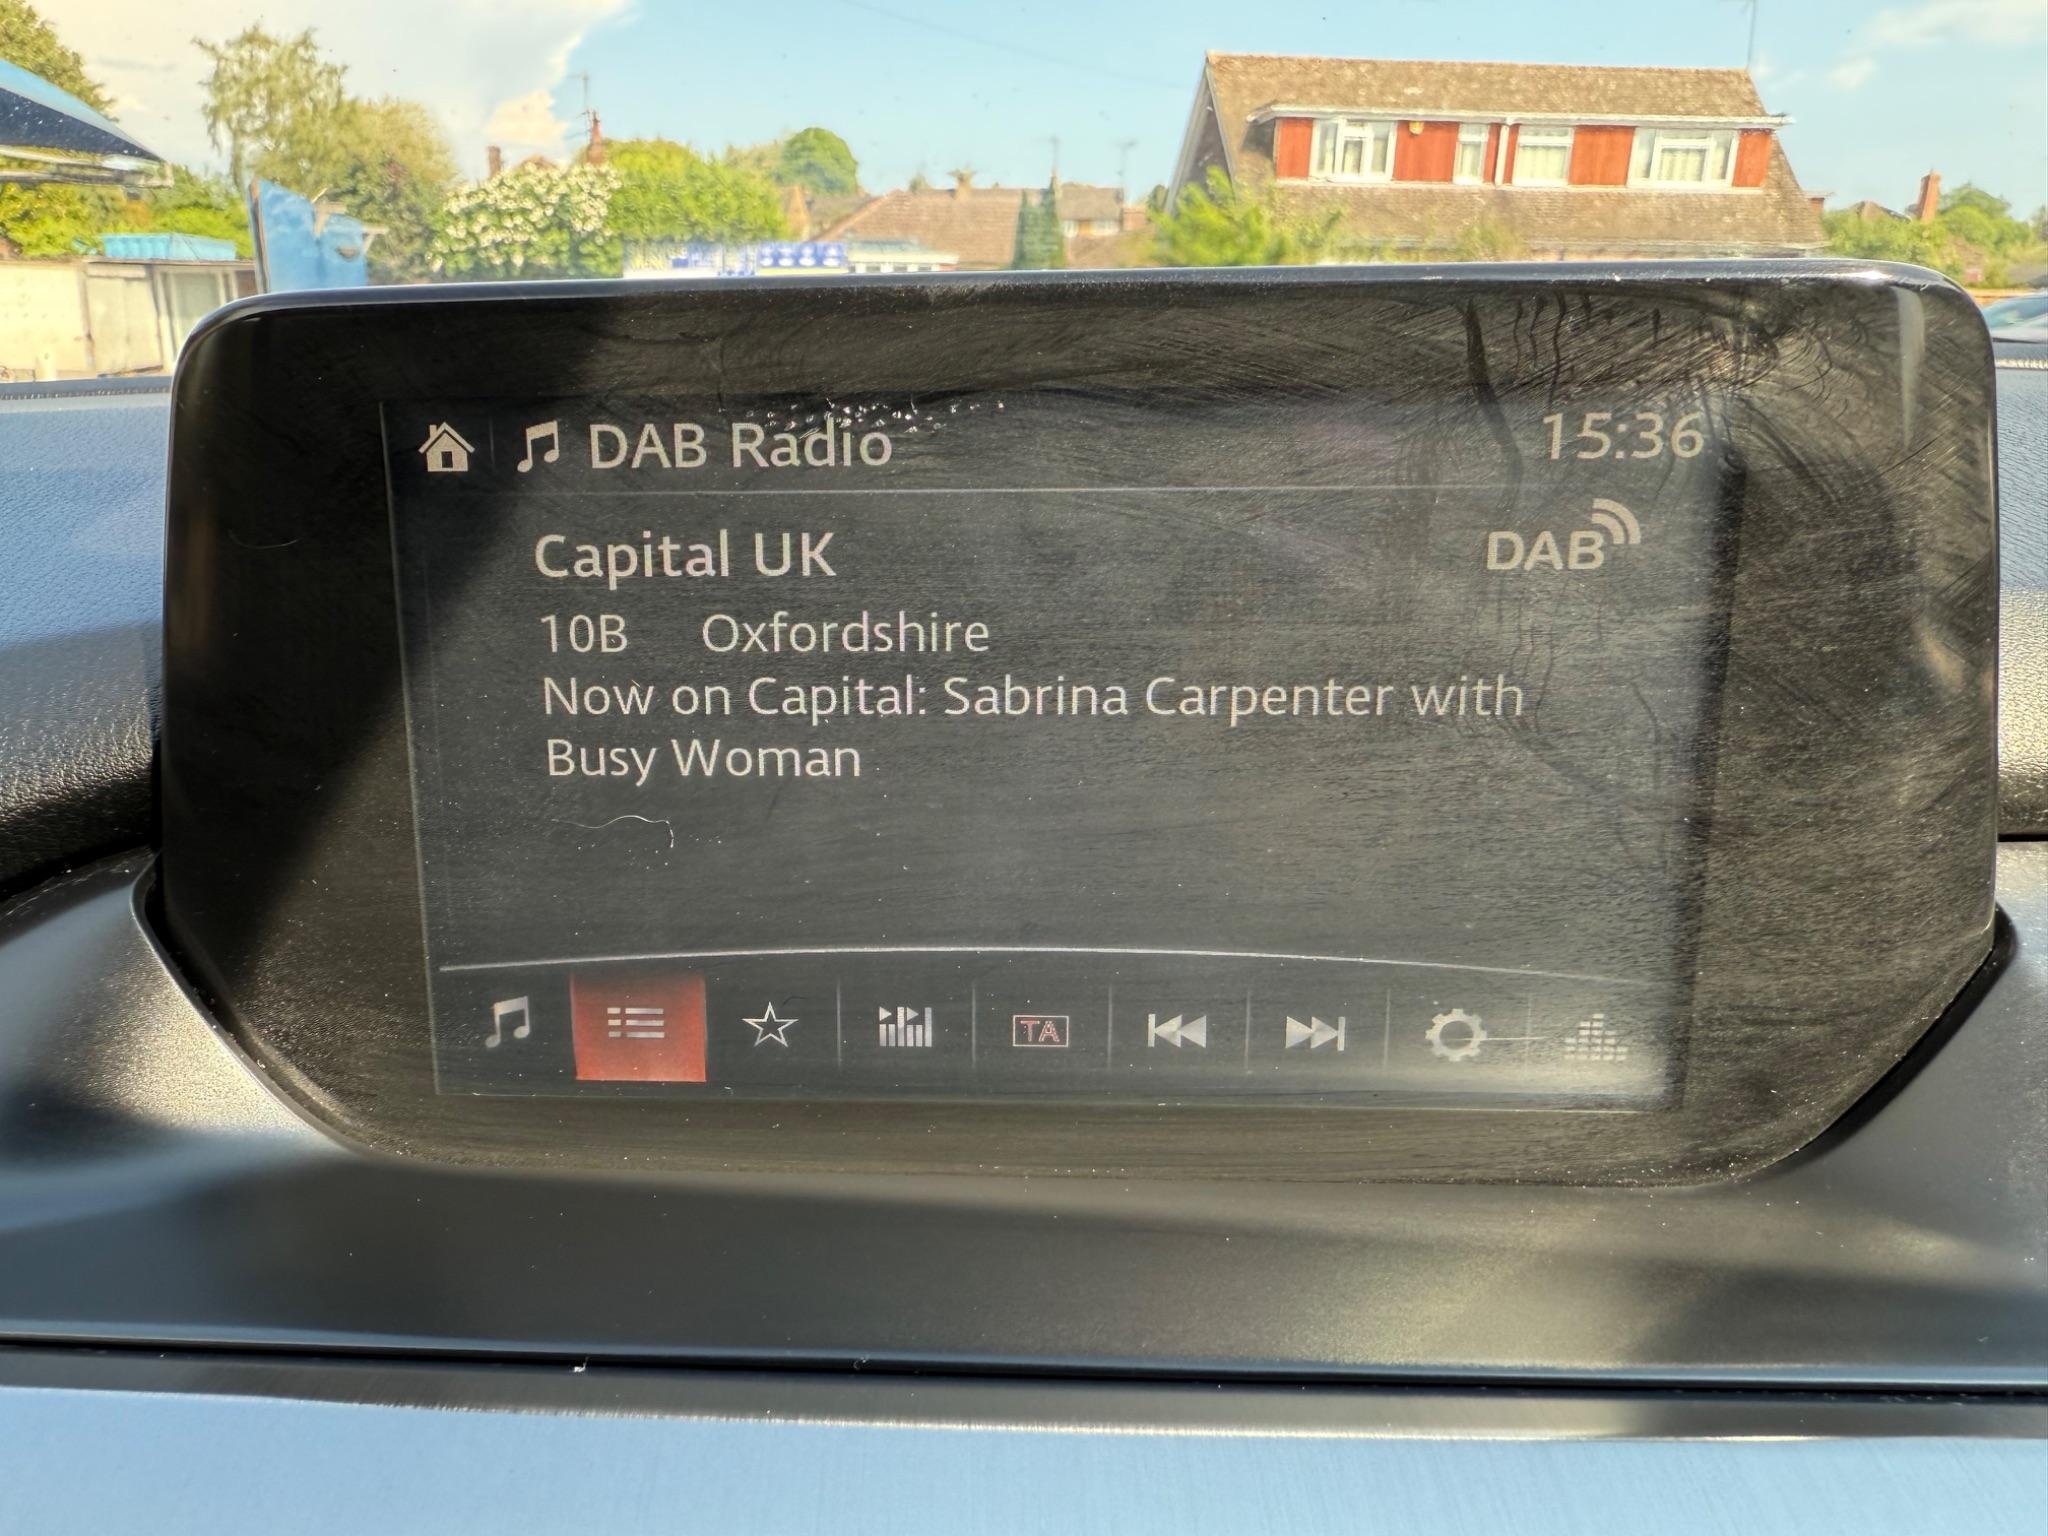 DAB Radio 15:36
Capital UK DAB
10B Oxfordshire
Now on Capital: Sabrina Carpenter with
Busy Woman
TA